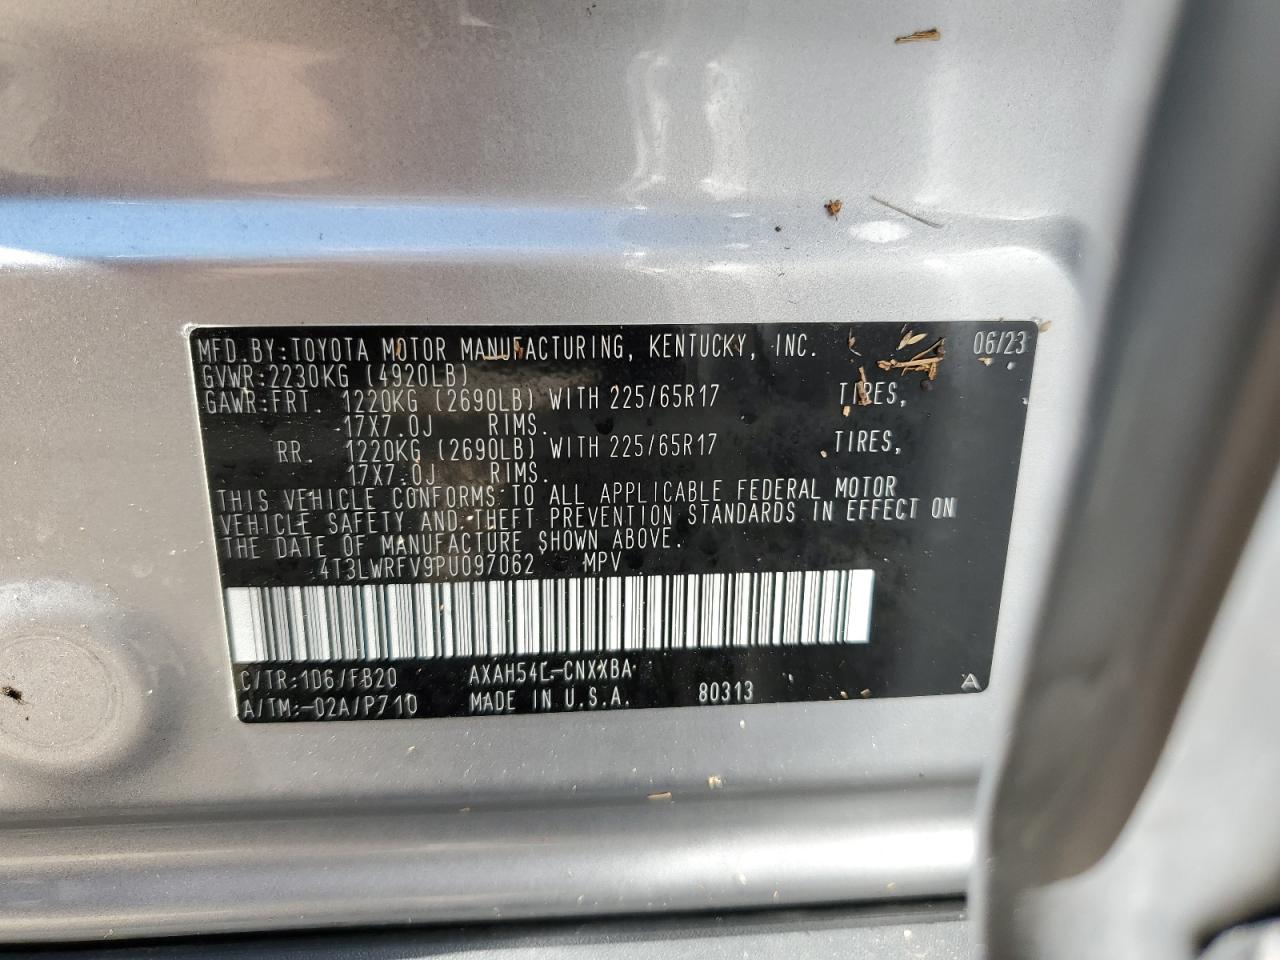 MFD.BY:TOYOTA MOTOR MANUFACTURING, KENTUCKY, INC. 06/23
GVWR:2230KG (4920LB)
GAWR:FRT. 1220KG (2690LB) WITH 225/65R17 TIRES,
17X7.0J RIMS.
RR. 1220KG (2690LB) WITH 225/65R17 TIRES,
17X7.0J RIMS.
THIS VEHICLE CONFORMS TO ALL APPLICABLE FEDERAL MOTOR
VEHICLE SAFETY AND THEFT PREVENTION STANDARDS IN EFFECT ON
THE DATE OF MANUFACTURE SHOWN ABOVE.
4T3LWRFV9PU097062 MPV
C/TR:1D6/FB20 AXAH54L-CNXXBA
A/TM:-02A/P710 MADE IN U.S.A. 80313 A